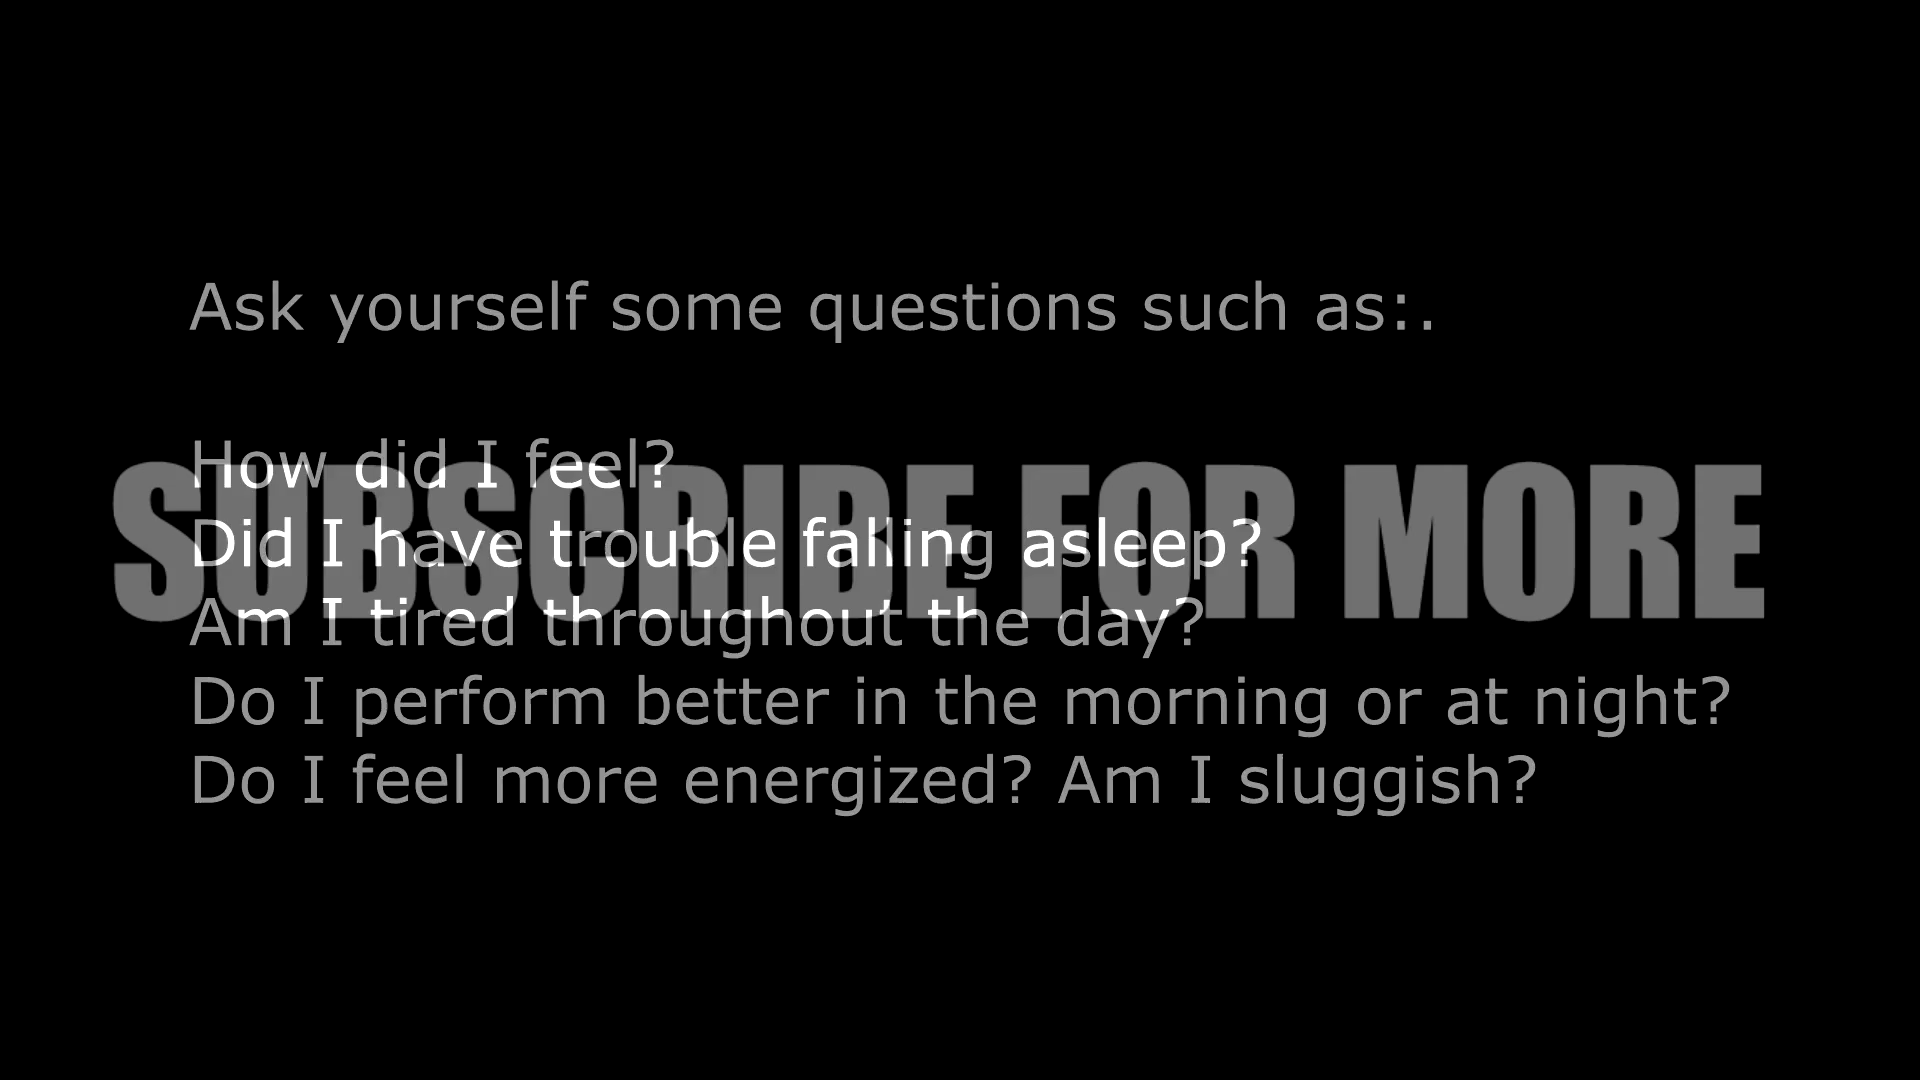 Ask yourself some questions such as:.
How did I feel?
SUBSCRIBE FOR MORE
Did I have trouble falling asleep?
Am I tired throughout the day?
Do I perform better in the morning or at night?
Do I feel more energized? Am I sluggish?